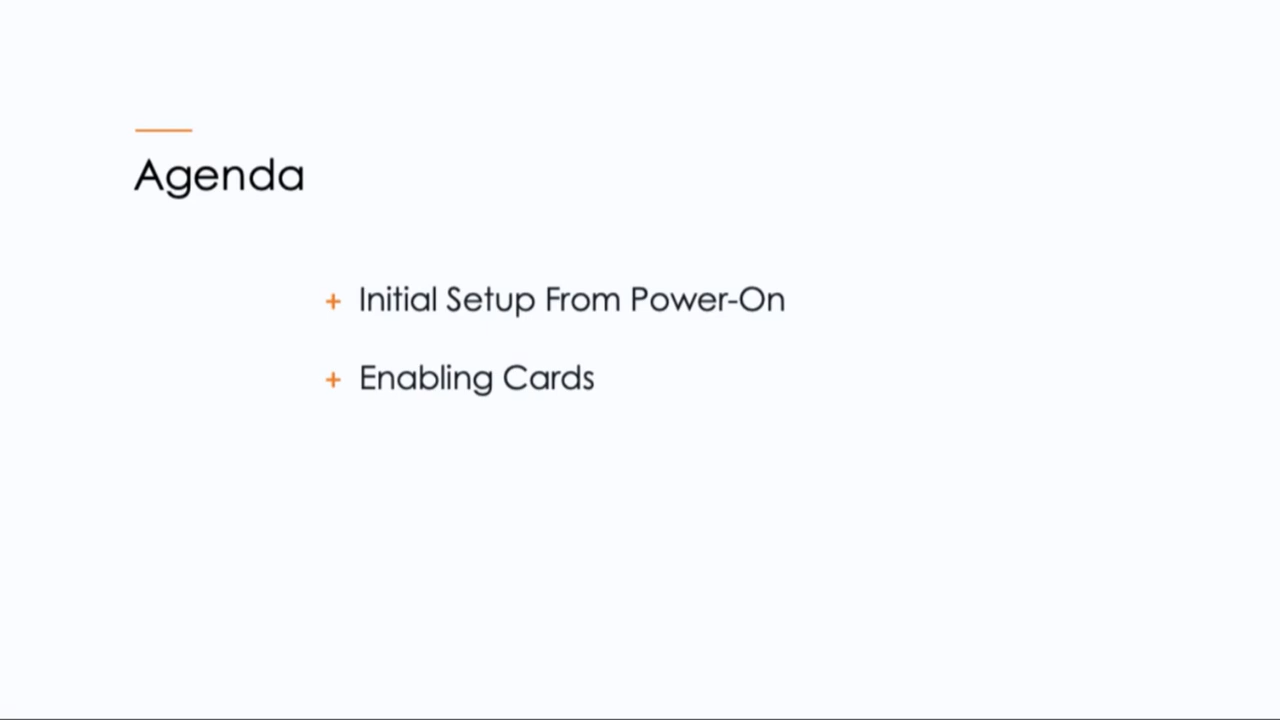 Agenda
+ Initial Setup From Power-On
+ Enabling Cards